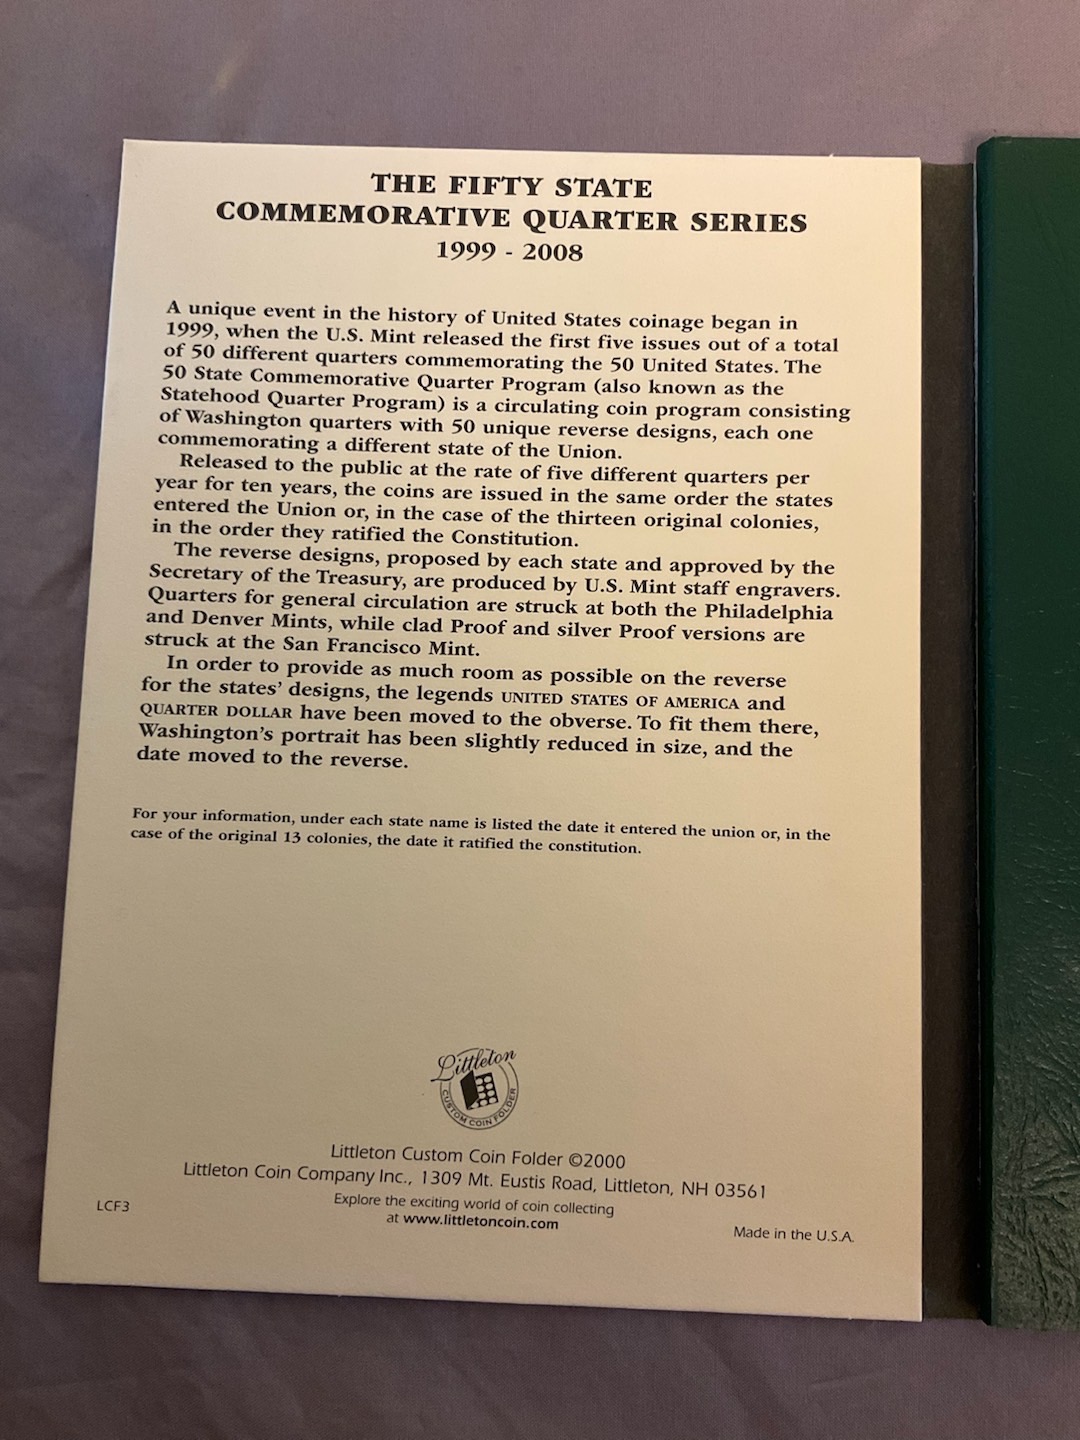 THE FIFTY STATE
COMMEMORATIVE QUARTER SERIES
1999 - 2008
A unique event in the history of United States coinage began in
1999, when the U.S. Mint released the first five issues out of a total
of 50 different quarters commemorating the 50 United States. The
50 State Commemorative Quarter Program (also known as the
Statehood Quarter Program) is a circulating coin program consisting
of Washington quarters with 50 unique reverse designs, each one
commemorating a different state of the Union.
Released to the public at the rate of five different quarters per
year for ten years, the coins are issued in the same order the states
entered the Union or, in the case of the thirteen original colonies,
in the order they ratified the Constitution.
The reverse designs, proposed by each state and approved by the
Secretary of the Treasury, are produced by U.S. Mint staff engravers.
Quarters for general circulation are struck at both the Philadelphia
and Denver Mints, while clad Proof and silver Proof versions are
struck at the San Francisco Mint.
In order to provide as much room as possible on the reverse
for the states' designs, the legends UNITED STATES OF AMERICA and
QUARTER DOLLAR have been moved to the obverse. To fit them there,
Washington's portrait has been slightly reduced in size, and the
date moved to the reverse.
For your information, under each state name is listed the date it entered the union or, in the
case of the original 13 colonies, the date it ratified the constitution.
Littleton
CUSTOM COIN FOLDER
Littleton Custom Coin Folder ©2000
Littleton Coin Company Inc., 1309 Mt. Eustis Road, Littleton, NH 03561
Explore the exciting world of coin collecting
at www.littletoncoin.com
LCF3
Made in the U.S.A.